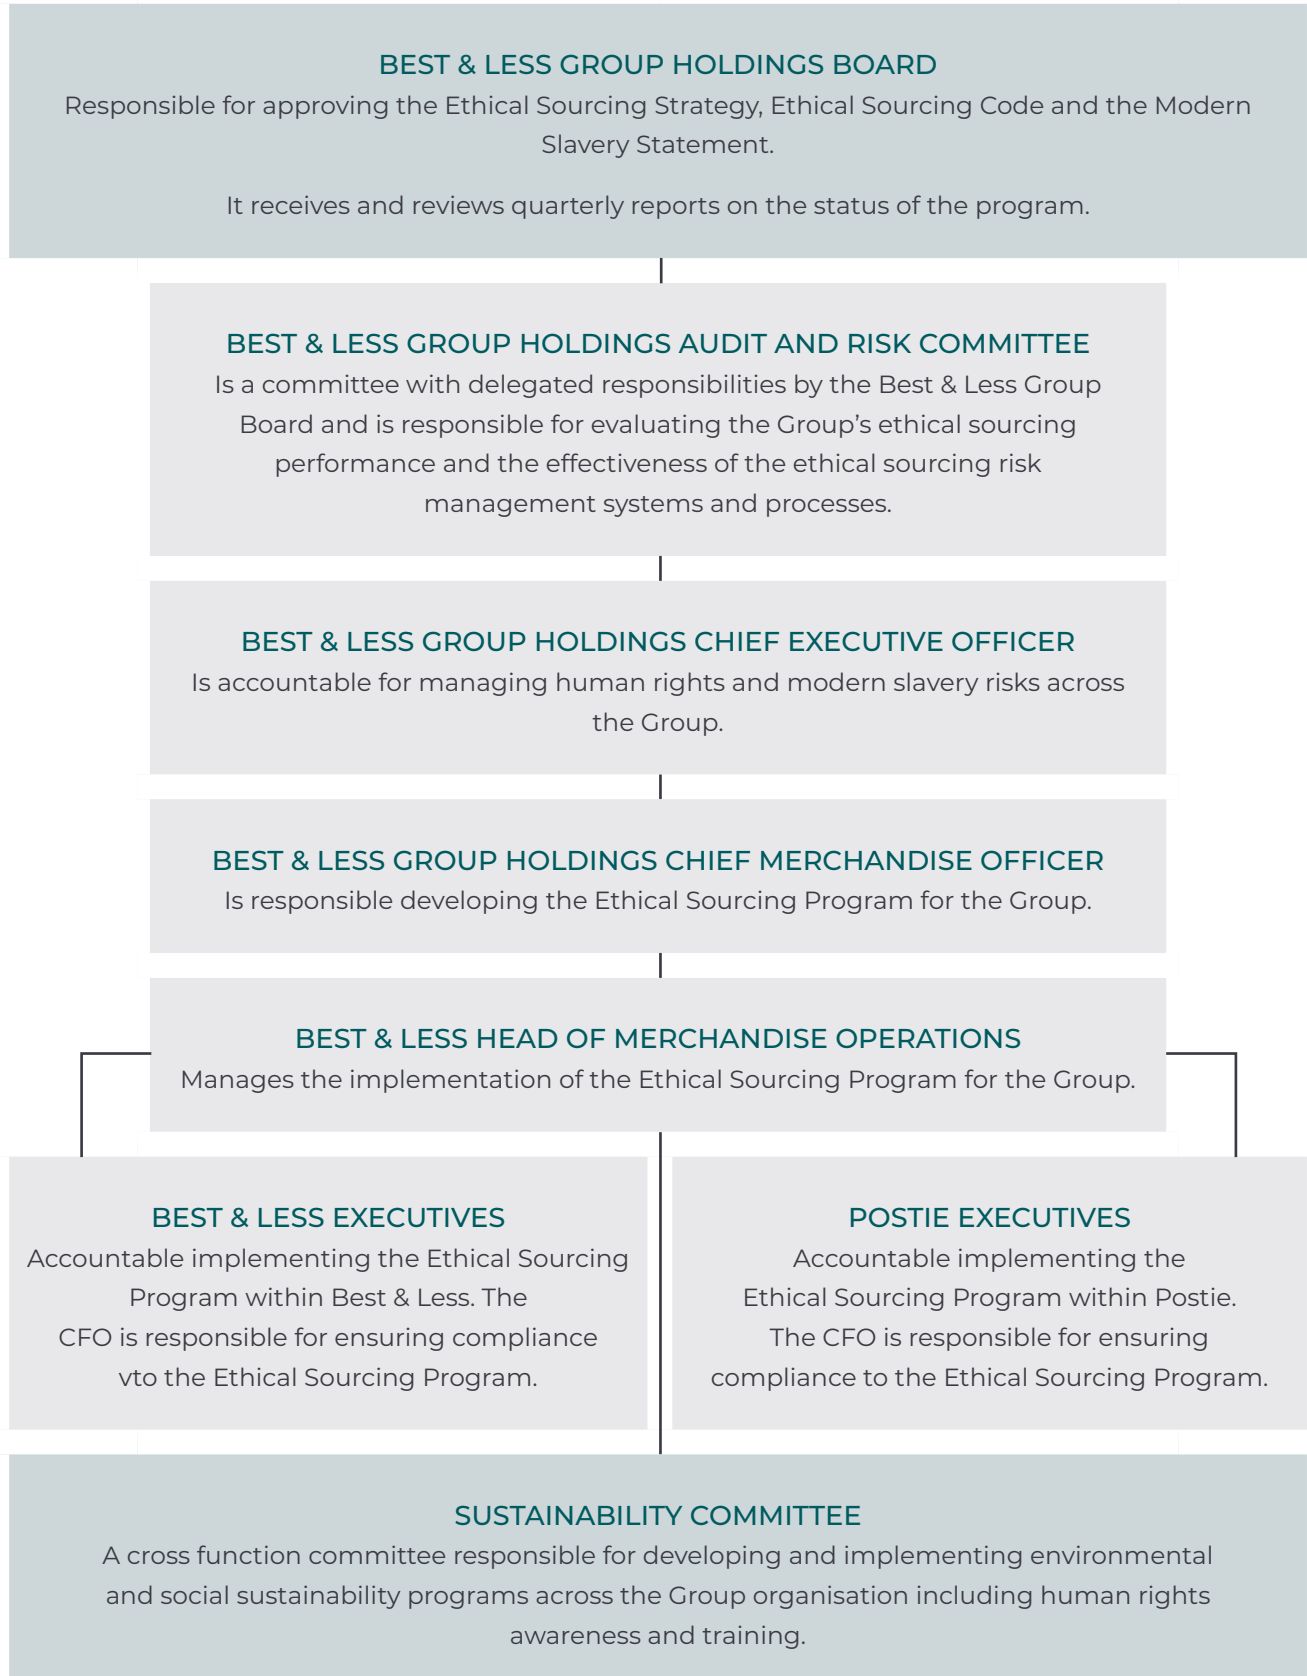 BEST & LESS GROUP HOLDINGS BOARD
Responsible for approving the Ethical Sourcing Strategy, Ethical Sourcing Code and the Modern
Slavery Statement.
It receives and reviews quarterly reports on the status of the program.
BEST & LESS GROUP HOLDINGS AUDIT AND RISK COMMITTEE
Is a committee with delegated responsibilities by the Best & Less Group
Board and is responsible for evaluating the Group’s ethical sourcing
performance and the effectiveness of the ethical sourcing risk
management systems and processes.
BEST & LESS GROUP HOLDINGS CHIEF EXECUTIVE OFFICER
Is accountable for managing human rights and modern slavery risks across
the Group.
BEST & LESS GROUP HOLDINGS CHIEF MERCHANDISE OFFICER
Is responsible developing the Ethical Sourcing Program for the Group.
BEST & LESS HEAD OF MERCHANDISE OPERATIONS
Manages the implementation of the Ethical Sourcing Program for the Group.
BEST & LESS EXECUTIVES
Accountable implementing the Ethical Sourcing
Program within Best & Less. The
CFO is responsible for ensuring compliance
vto the Ethical Sourcing Program.
POSTIE EXECUTIVES
Accountable implementing the
Ethical Sourcing Program within Postie.
The CFO is responsible for ensuring
compliance to the Ethical Sourcing Program.
SUSTAINABILITY COMMITTEE
A cross function committee responsible for developing and implementing environmental
and social sustainability programs across the Group organisation including human rights
awareness and training.